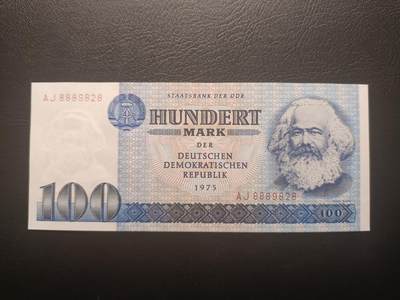 STAATSBANK DER DDR
AJ 8889828
HUNDERT
MARK
DER
DEUTSCHEN
DEMOKRATISCHEN
REPUBLIK
1975
AJ 8889828
100
100